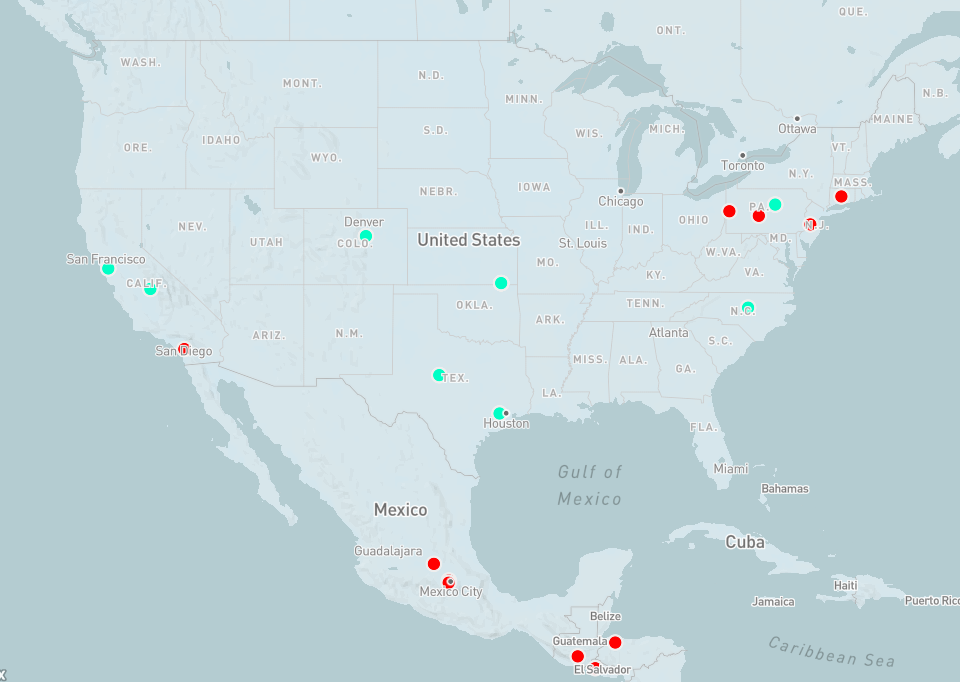 QUE.
ONT.
WASH.
MONT.
N.D.
MINN.
N.B.
MAINE
Ottawa
ORE.
IDAHO
S.D.
WIS.
MICH.
VT.
WYO.
Toronto
N.Y.
MASS.
NEBR.
IOWA
Chicago
PA.
Denver
OHIO
NEV.
UTAH
COLO.
United States
ILL.
IND.
N.J.
St. Louis
MD.
W.VA.
San Francisco
MO.
KY.
VA.
CALIF.
OKLA.
TENN.
N.C.
ARK.
ARIZ.
N.M.
Atlanta
S.C.
San Diego
MISS.
ALA.
GA.
TEX.
LA.
Houston
FLA.
Gulf of
Mexico
Miami
Bahamas
Mexico
Cuba
Guadalajara
Mexico City
Haiti
Jamaica
Puerto Rico
Belize
Guatemala
El Salvador
Caribbean Sea